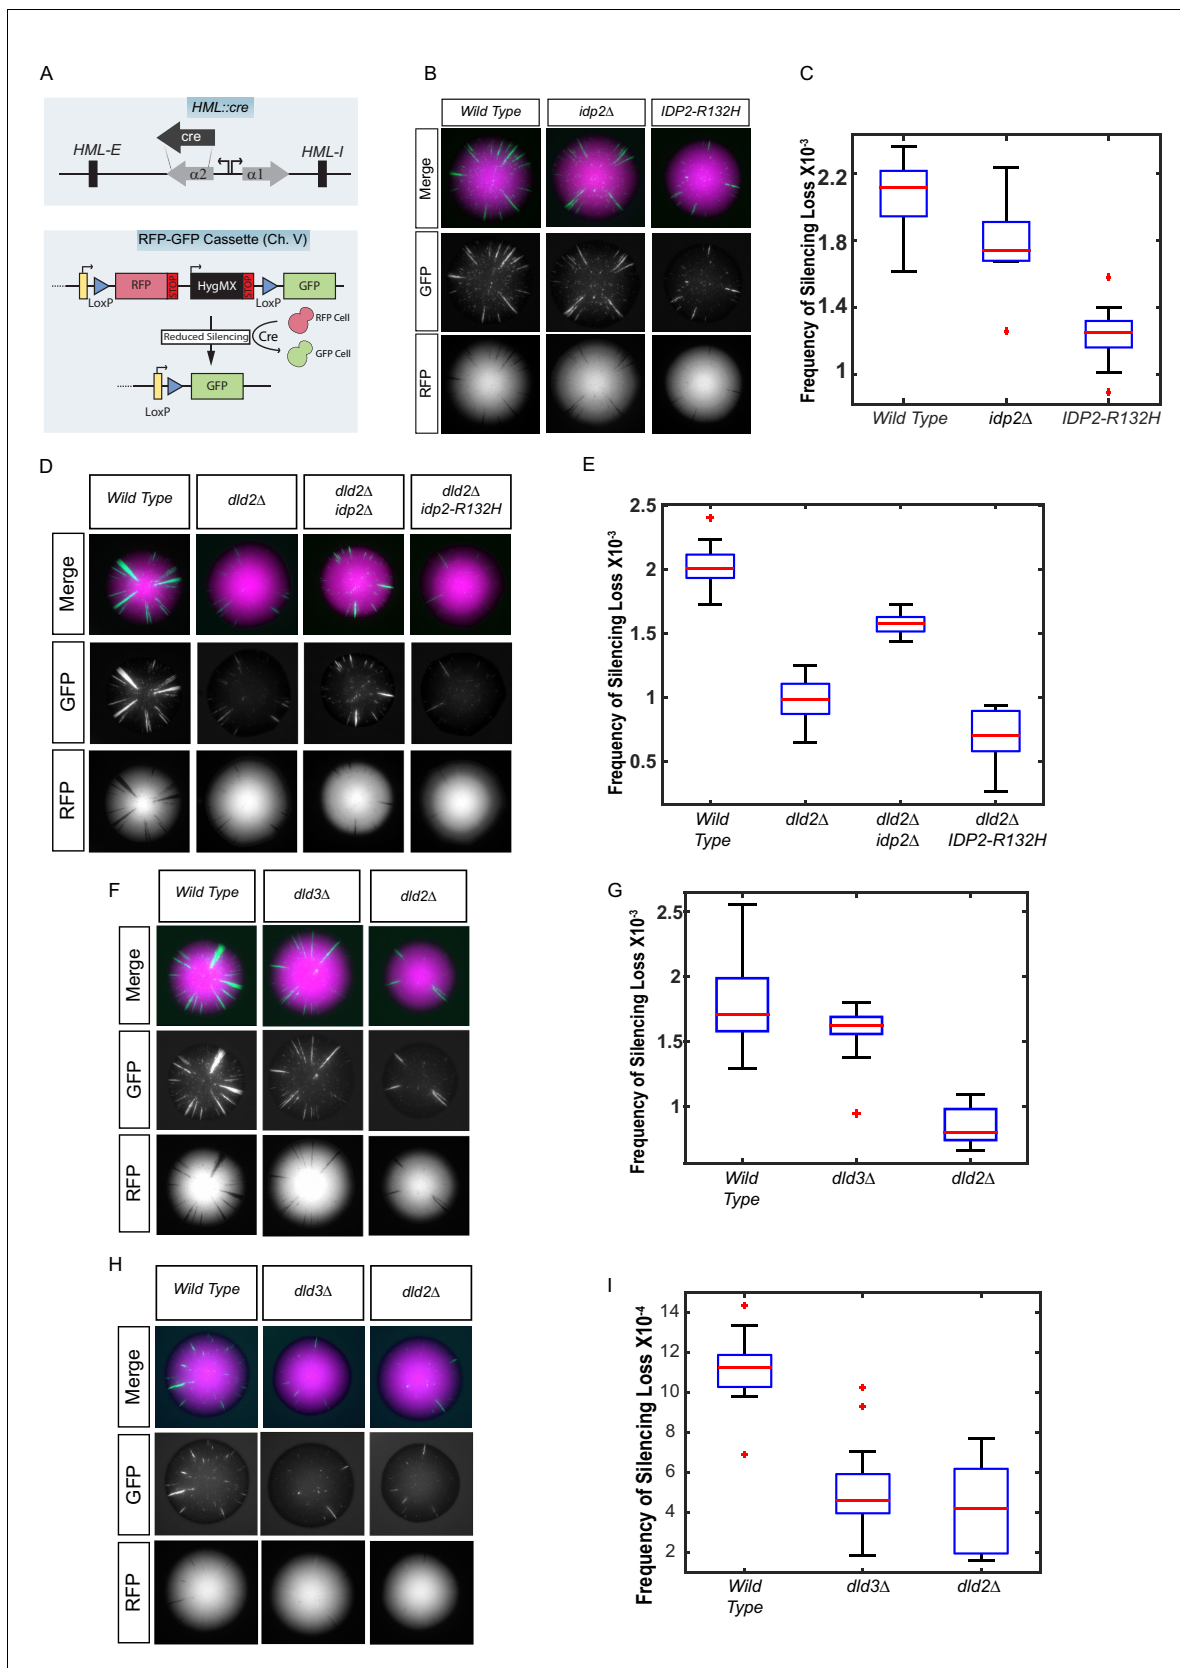 A
HML::cre
cre
HML-E
HML-I
α2
α1
RFP-GFP Cassette (Ch. V)
RFP
STOP
HygMX
STOP
GFP
LoxP
LoxP
Reduced Silencing
Cre
RFP Cell
GFP Cell
GFP
LoxP
B
Wild Type
idp2Δ
IDP2-R132H
Merge
GFP
RFP
C
Frequency of Silencing Loss X10-3
2.2
1.8
1.4
1
Wild Type
idp2Δ
IDP2-R132H
D
Wild Type
dld2Δ
dld2Δ
idp2Δ
dld2Δ
idp2-R132H
Merge
GFP
RFP
E
Frequency of Silencing Loss X10-3
2.5
2
1.5
1
0.5
Wild
Type
dld2Δ
dld2Δ
idp2Δ
dld2Δ
IDP2-R132H
F
Wild Type
dld3Δ
dld2Δ
Merge
GFP
RFP
G
Frequency of Silencing Loss X10-3
2.5
2
1.5
1
Wild
Type
dld3Δ
dld2Δ
H
Wild Type
dld3Δ
dld2Δ
Merge
GFP
RFP
I
Frequency of Silencing Loss X10-4
14
12
10
8
6
4
2
Wild
Type
dld3Δ
dld2Δ